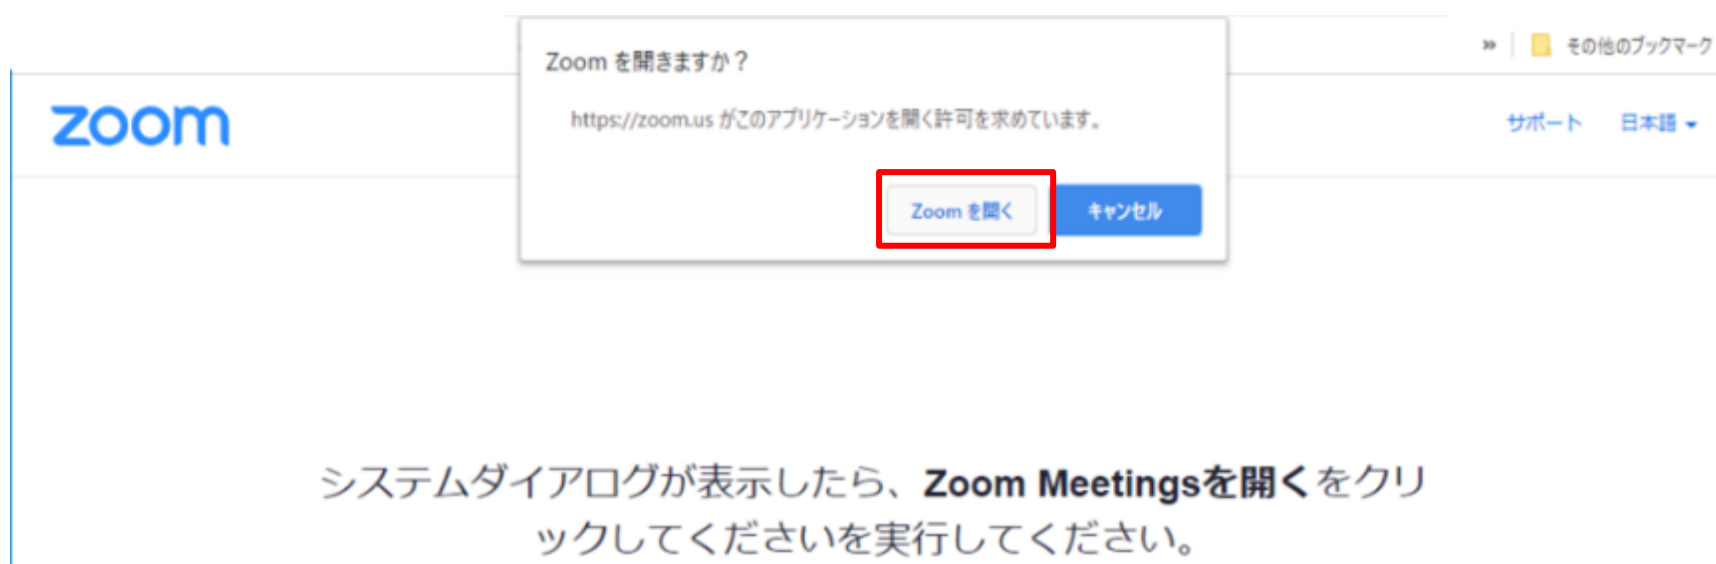 Zoom を開きますか？
» その他のブックマーク
zoom
https://zoom.us がこのアプリケーションを開く許可を求めています。
サポート 日本語
Zoom を開く キャンセル
システムダイアログが表示したら、Zoom Meetingsを開くをクリ
ックしてくださいを実行してください。